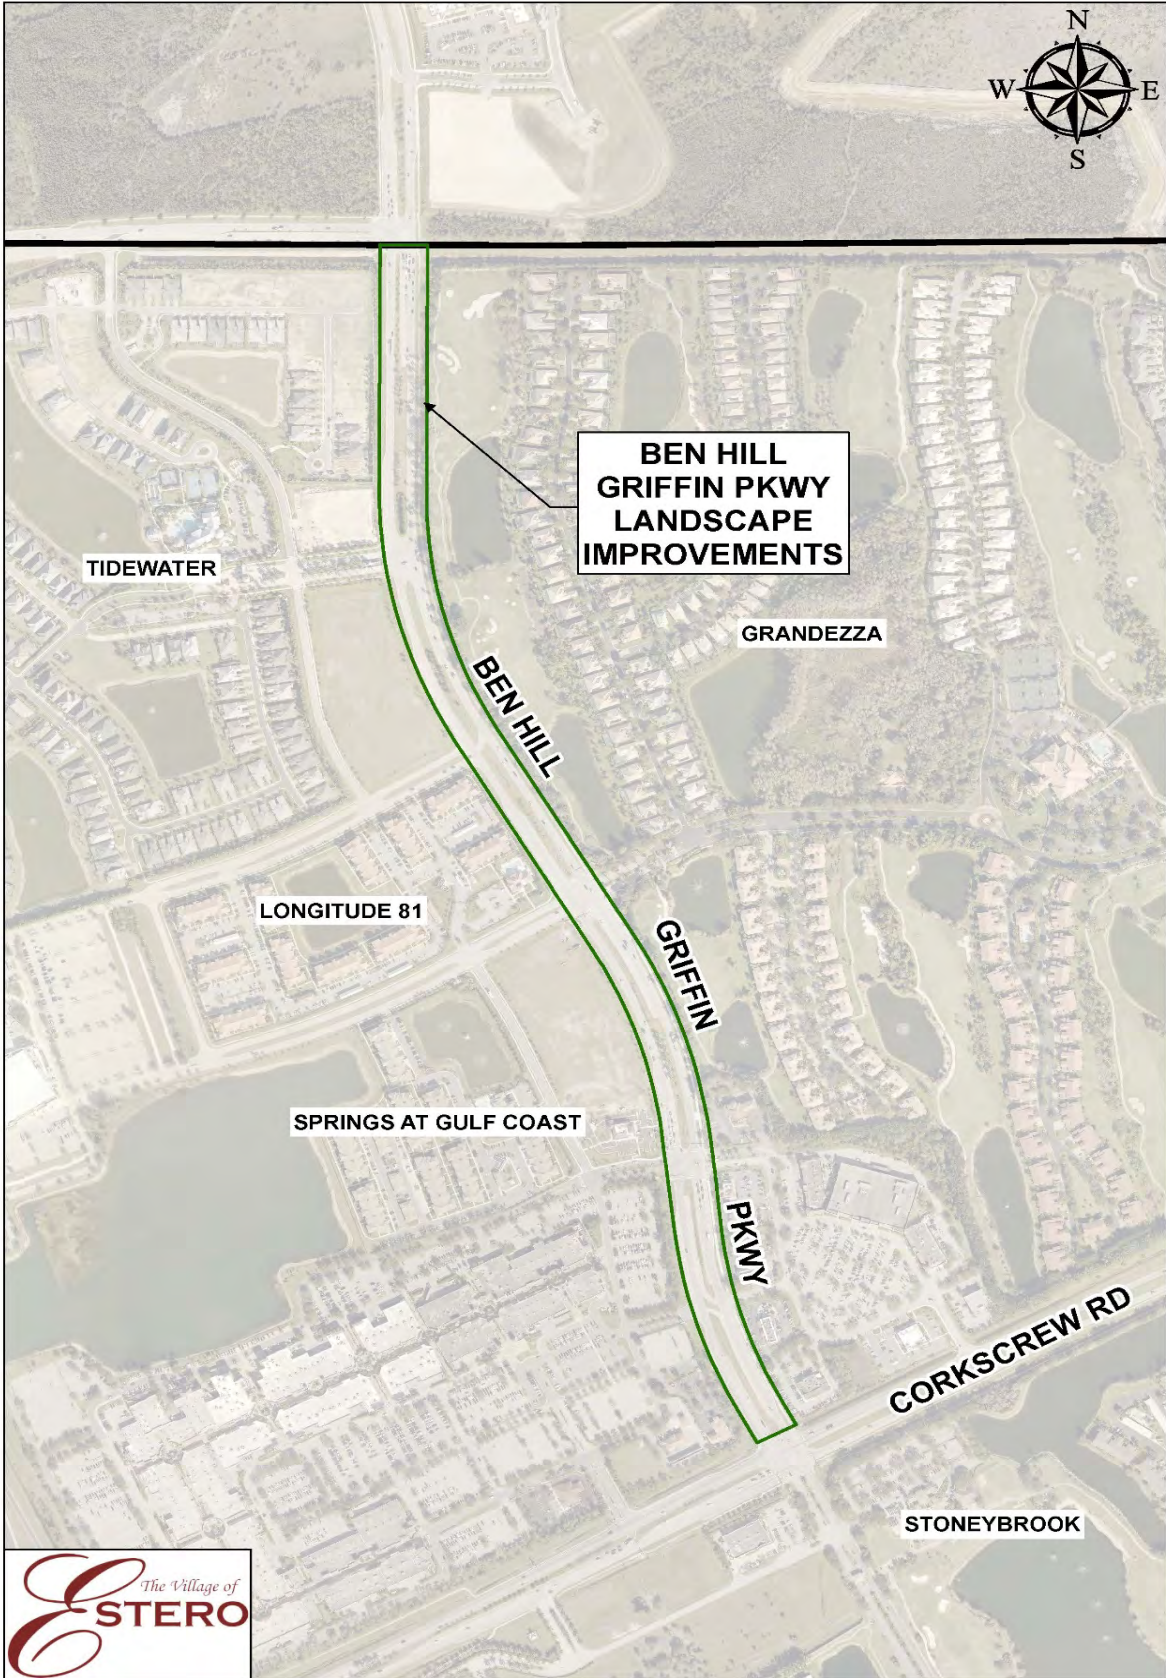 N
W
E
S
BEN HILL
GRIFFIN PKWY
LANDSCAPE
IMPROVEMENTS
TIDEWATER
GRANDEZZA
BEN HILL
LONGITUDE 81
GRIFFIN
SPRINGS AT GULF COAST
PKWY
CORKSCREW RD
STONEYBROOK
The Village of
ESTERO